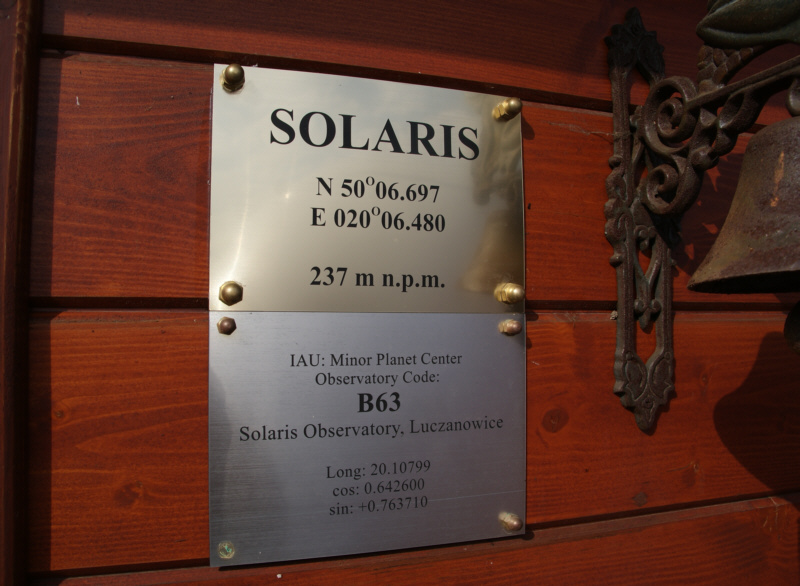 SOLARIS
N 50°06.697
E 020°06.480
237 m n.p.m.
IAU: Minor Planet Center
Observatory Code:
B63
Solaris Observatory, Luczanowice
Long: 20.10799
cos: 0.642600
sin: +0.763710